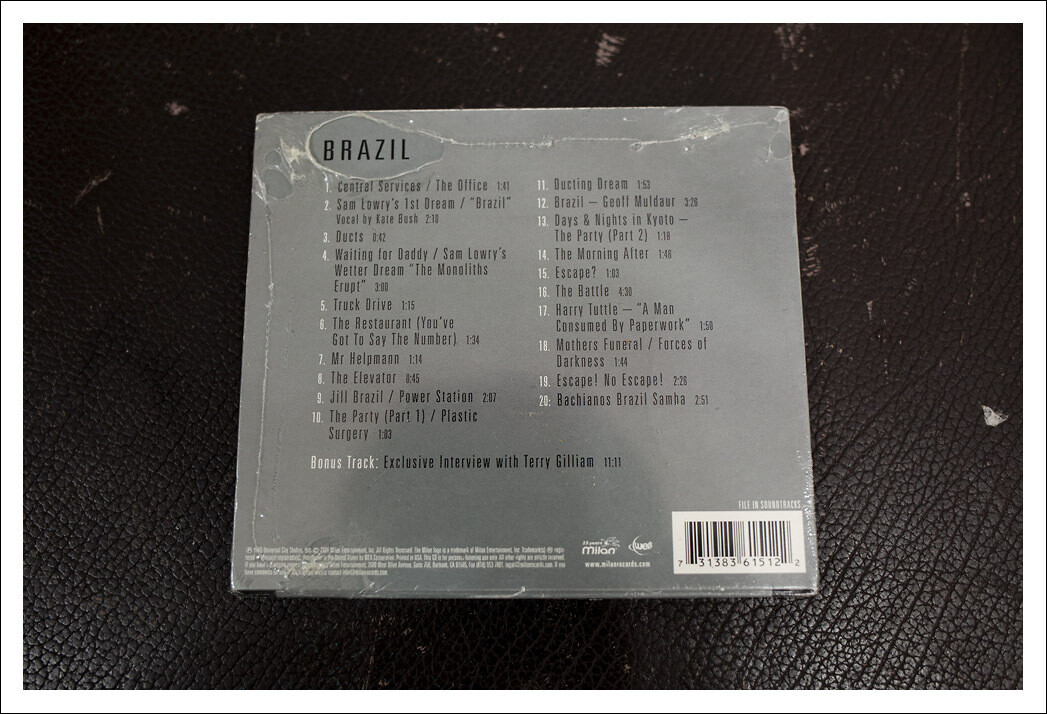 BRAZIL
1. Central Services / The Office 1:41
2. Sam Lowry's 1st Dream / "Brazil"
Vocal by Kate Bush 2:10
3. Ducts 0:42
4. Waiting for Daddy / Sam Lowry's
Wetter Dream "The Monoliths
Erupt" 3:00
5. Truck Drive 1:15
6. The Restaurant (You've
Got To Say The Number) 1:34
7. Mr Helpmann 1:14
8. The Elevator 0:45
9. Jill Brazil / Power Station 2:07
10. The Party (Part 1) / Plastic
Surgery 1:03
11. Ducting Dream 1:53
12. Brazil – Geoff Muldaur 3:26
13. Days & Nights in Kyoto –
The Party (Part 2) 1:18
14. The Morning After 1:46
15. Escape? 1:03
16. The Battle 4:30
17. Harry Tuttle – "A Man
Consumed By Paperwork" 1:50
18. Mothers Funeral / Forces of
Darkness 1:44
19. Escape! No Escape! 2:26
20: Bachianos Brazil Samba 2:51
Bonus Track: Exclusive Interview with Terry Gilliam 11:11
FILE IN SOUNDTRACKS
milan
www.milanrecords.com
7 31383 61512 2